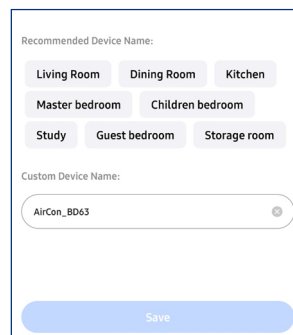 Recommended Device Name:
Living Room Dining Room Kitchen
Master bedroom Children bedroom
Study Guest bedroom Storage room
Custom Device Name:
AirCon_BD63
Save